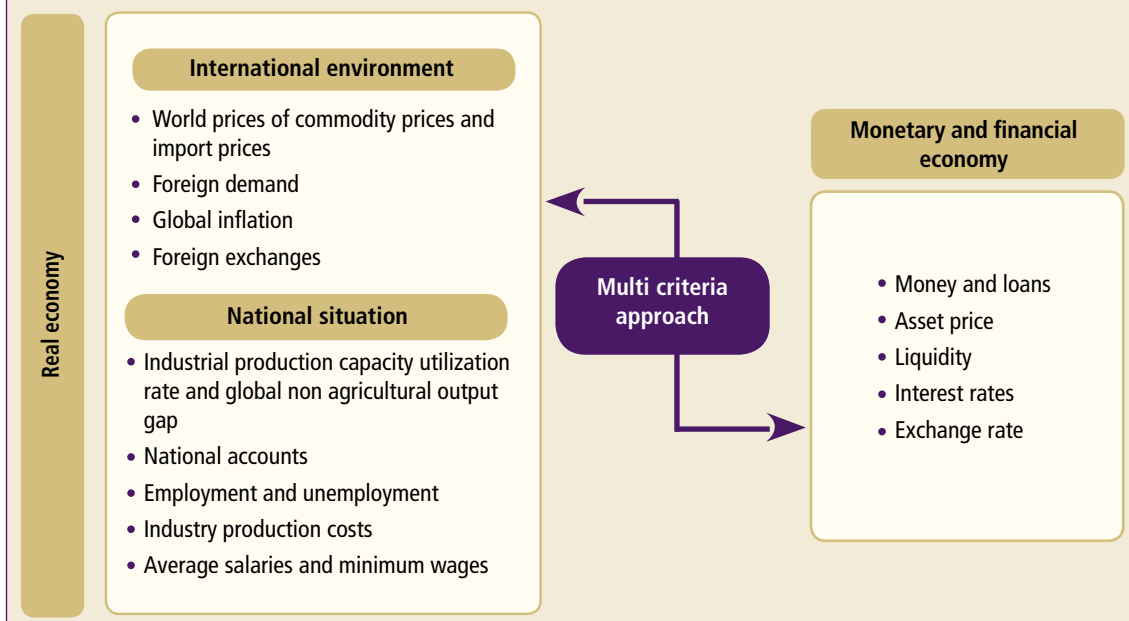 Real economy
International environment
• World prices of commodity prices and
import prices
• Foreign demand
• Global inflation
• Foreign exchanges
National situation
• Industrial production capacity utilization
rate and global non agricultural output
gap
• National accounts
• Employment and unemployment
• Industry production costs
• Average salaries and minimum wages
Multi criteria
approach
Monetary and financial
economy
• Money and loans
• Asset price
• Liquidity
• Interest rates
• Exchange rate